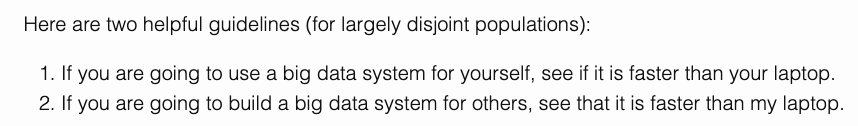 Here are two helpful guidelines (for largely disjoint populations):
1. If you are going to use a big data system for yourself, see if it is faster than your laptop.
2. If you are going to build a big data system for others, see that it is faster than my laptop.